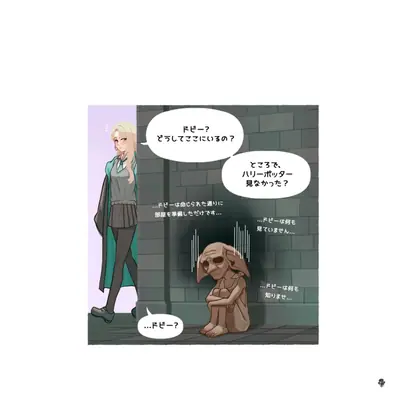 ドビー?
どうしてここにいるの?
ところで、
ハリーポッター
見なかった?
...ドビーは命じられた通りに
部屋を準備しただけです...
...ドビーは何も
見ていません...
...ドビーは何も
知りませ...
...ドビー?